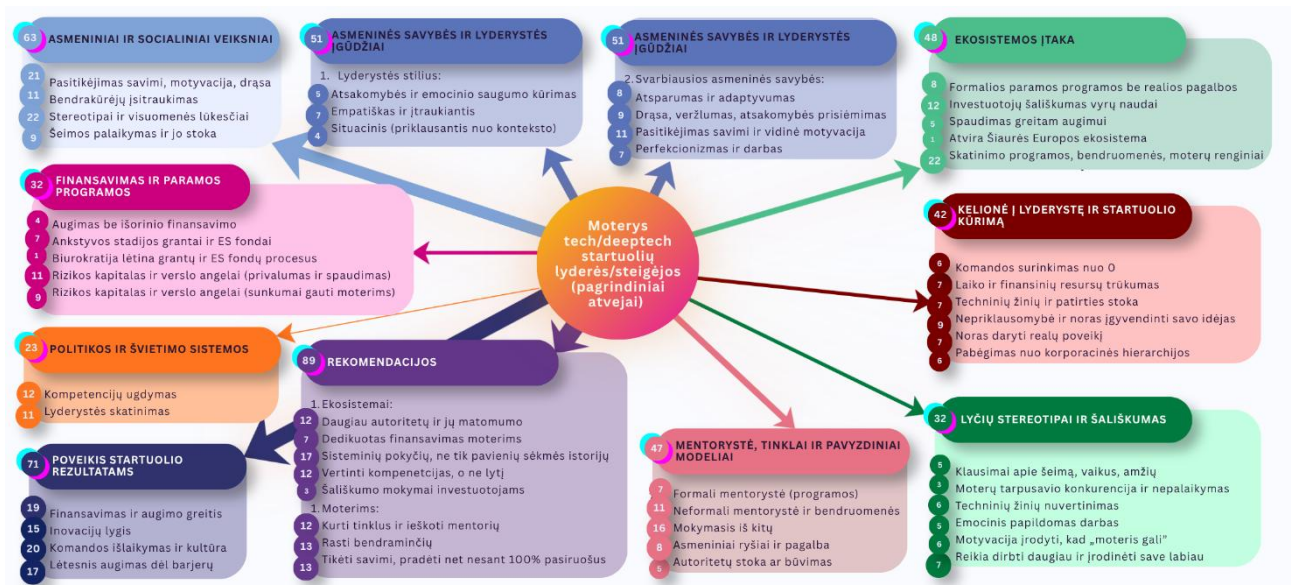 63 ASMENINIAI IR SOCIALINIAI VEIKSNIAI
21 Pasitikėjimas savimi, motyvacija, drąsa
11 Bendrakūrėjų įsitraukimas
22 Stereotipai ir visuomenės lūkesčiai
9 Šeimos palaikymas ir jo stoka
51 ASMENINĖS SAVYBĖS IR LYDERYSTĖS
ĮGŪDŽIAI
1. Lyderystės stilius:
5 Atsakomybės ir emocinio saugumo kūrimas
7 Empatiškas ir įtraukiantis
4 Situacinis (priklausantis nuo konteksto)
51 ASMENINĖS SAVYBĖS IR LYDERYSTĖS
ĮGŪDŽIAI
2. Svarbiausios asmeninės savybės:
8 Atsparumas ir adaptyvumas
9 Drąsa, veržlumas, atsakomybės prisiėmimas
11 Pasitikėjimas savimi ir vidinė motyvacija
7 Perfekcionizmas ir darbas
48 EKOSISTEMOS ĮTAKA
8 Formalios paramos programos be realios pagalbos
12 Investuotojų šališkumas vyrų naudai
5 Spaudimas greitam augimui
1 Atvira Šiaurės Europos ekosistema
22 Skatinimo programos, bendruomenės, moterų renginiai
32 FINANSAVIMAS IR PARAMOS
PROGRAMOS
4 Augimas be išorinio finansavimo
7 Ankstyvos stadijos grantai ir ES fondai
1 Biurokratija lėtina grantų ir ES fondų procesus
11 Rizikos kapitalas ir verslo angelai (privalumas ir spaudimas)
9 Rizikos kapitalas ir verslo angelai (sunkumai gauti moterims)
Moterys
tech/deeptech
startuolių
lyderės/steigėjos
(pagrindiniai
atvejai)
42 KELIONĖ Į LYDERYSTĘ IR STARTUOLIO
KŪRIMĄ
6 Komandos surinkimas nuo 0
7 Laiko ir finansinių resursų trūkumas
7 Techninių žinių ir patirties stoka
9 Nepriklausomybė ir noras įgyvendinti savo idėjas
7 Noras daryti realų poveikį
6 Pabėgimas nuo korporacinės hierarchijos
23 POLITIKOS IR ŠVIETIMO SISTEMOS
12 Kompetencijų ugdymas
11 Lyderystės skatinimas
89 REKOMENDACIJOS
1. Ekosistemai:
12 Daugiau autoritetų ir jų matomumo
7 Dedikuotas finansavimas moterims
17 Sisteminių pokyčių, ne tik pavienių sėkmės istorijų
12 Vertinti kompenetcijas, o ne lytį
3 Šališkumo mokymai investuotojams
1. Moterims:
12 Kurti tinklus ir ieškoti mentorių
13 Rasti bendraminčių
13 Tikėti savimi, pradėti net nesant 100% pasiruošus
71 POVEIKIS STARTUOLIO
REZULTATAMS
19 Finansavimas ir augimo greitis
15 Inovacijų lygis
20 Komandos išlaikymas ir kultūra
17 Lėtesnis augimas dėl barjerų
47 MENTORYSTĖ, TINKLAI IR PAVYZDINIAI
MODELIAI
7 Formali mentorystė (programos)
11 Neformali mentorystė ir bendruomenės
16 Mokymasis iš kitų
8 Asmeniniai ryšiai ir pagalba
5 Autoritetų stoka ar būvimas
32 LYČIŲ STEREOTIPAI IR ŠALIŠKUMAS
5 Klausimai apie šeimą, vaikus, amžių
3 Moterų tarpusavio konkurencija ir nepalaikymas
6 Techninių žinių nuvertinimas
5 Emocinis papildomas darbas
6 Motyvacija įrodyti, kad „moteris gali"
7 Reikia dirbti daugiau ir įrodinėti save labiau